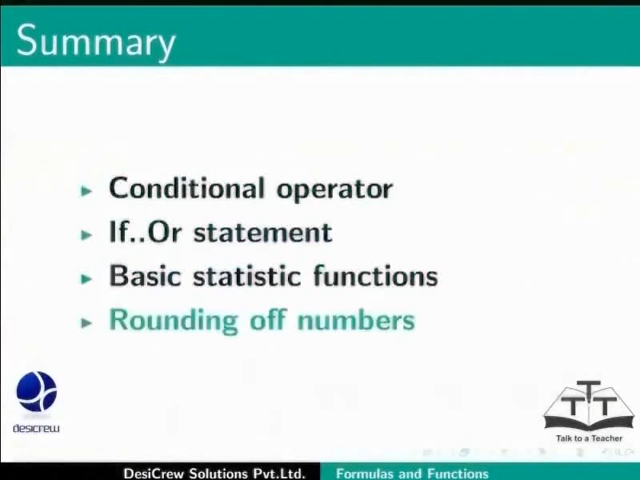 Summary
Conditional operator
If..Or statement
Basic statistic functions
Rounding off numbers
desicrew
TTT
Talk to a Teacher
DesiCrew Solutions Pvt.Ltd. Formulas and Functions